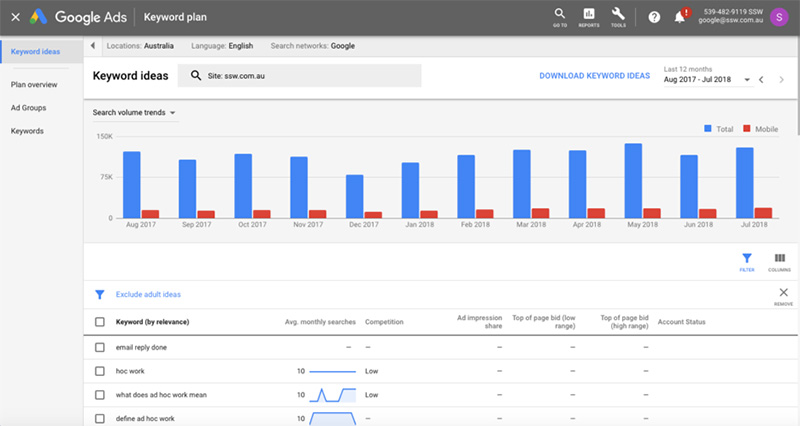 Google Ads
Keyword plan
GO TO
REPORTS
TOOLS
539-482-9119 SSW
google@ssw.com.au
S
Keyword ideas
Plan overview
Ad Groups
Keywords
Locations: Australia
Language: English
Search networks: Google
Keyword ideas
Site: ssw.com.au
DOWNLOAD KEYWORD IDEAS
Last 12 months
Aug 2017 - Jul 2018
Search volume trends
Total
Mobile
150K
75K
0
Aug 2017
Sep 2017
Oct 2017
Nov 2017
Dec 2017
Jan 2018
Feb 2018
Mar 2018
Apr 2018
May 2018
Jun 2018
Jul 2018
FILTER
COLUMNS
Exclude adult ideas
REMOVE
Keyword (by relevance)
Avg. monthly searches
Competition
Ad impression
share
Top of page bid (low
range)
Top of page bid (high
range)
Account Status
email reply done – – – – –
hoc work 10 Low – – –
what does ad hoc work mean 10 Low – – –
define ad hoc work 10 – – – –